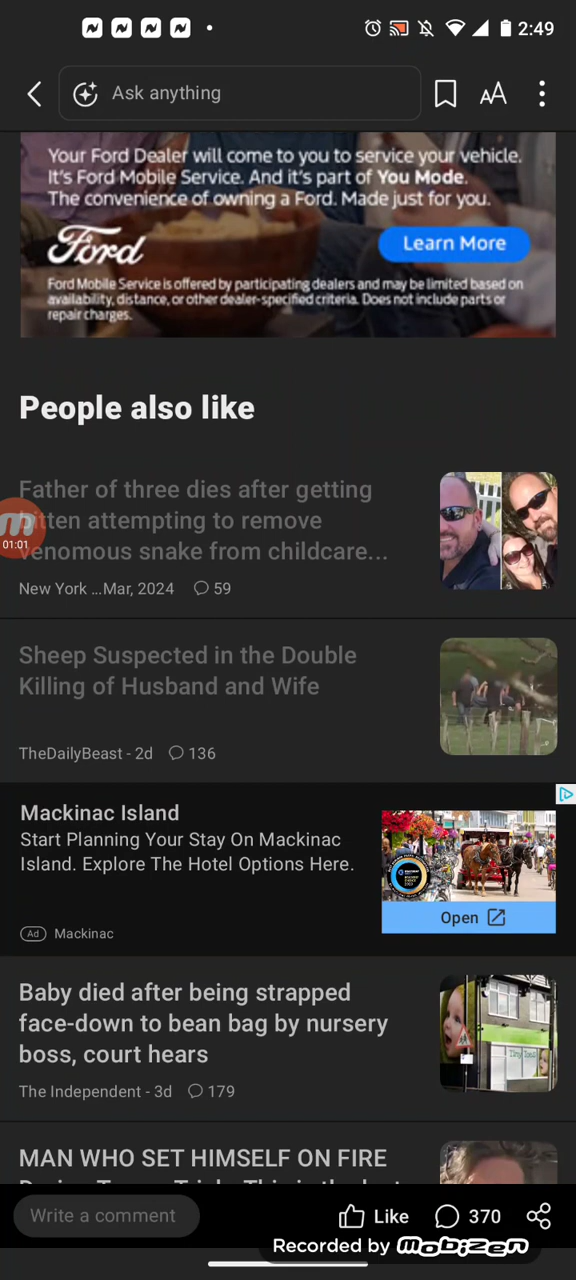 2:49
Ask anything
AA
Your Ford Dealer will come to you to service your vehicle.
It's Ford Mobile Service. And it's part of You Mode.
The convenience of owning a Ford. Made just for you.
Ford
Learn More
Ford Mobile Service is offered by participating dealers and may be limited based on
availability, distance, or other dealer-specified criteria. Does not include parts or
repair charges.
People also like
Father of three dies after getting
bitten attempting to remove
venomous snake from childcare...
01:01
New York ...Mar, 2024 59
Sheep Suspected in the Double
Killing of Husband and Wife
TheDailyBeast - 2d 136
Mackinac Island
Start Planning Your Stay On Mackinac
Island. Explore The Hotel Options Here.
Open
Ad Mackinac
Baby died after being strapped
face-down to bean bag by nursery
boss, court hears
The Independent - 3d 179
MAN WHO SET HIMSELF ON FIRE
Write a comment
Like
370
Recorded by mobizen